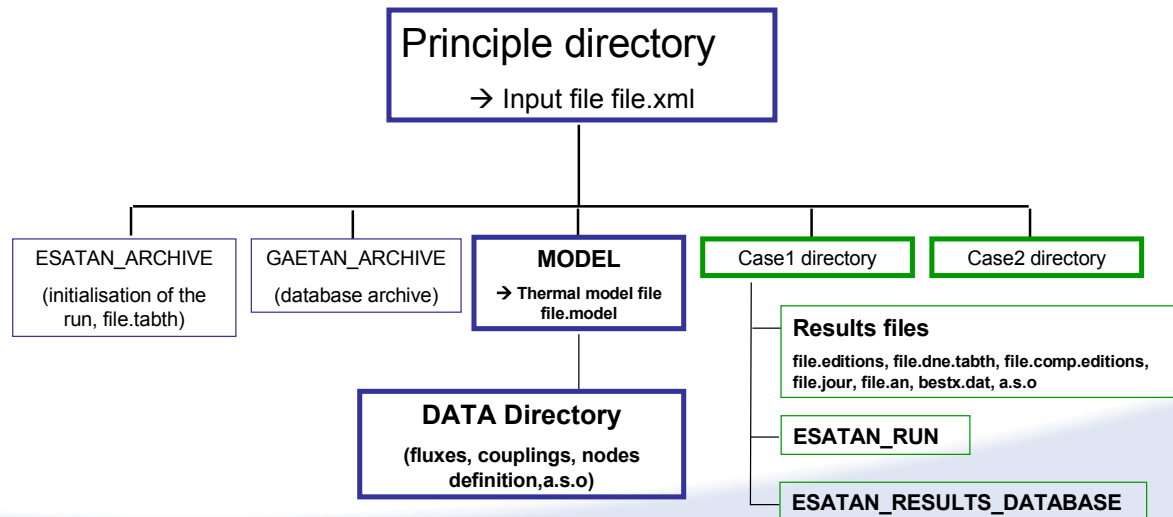 Principle directory
→ Input file file.xml
ESATAN_ARCHIVE
(initialisation of the
run, file.tabth)
GAETAN_ARCHIVE
(database archive)
MODEL
→ Thermal model file
file.model
Case1 directory
Case2 directory
DATA Directory
(fluxes, couplings, nodes
definition,a.s.o)
Results files
file.editions, file.dne.tabth, file.comp.editions,
file.jour, file.an, bestx.dat, a.s.o
ESATAN_RUN
ESATAN_RESULTS_DATABASE